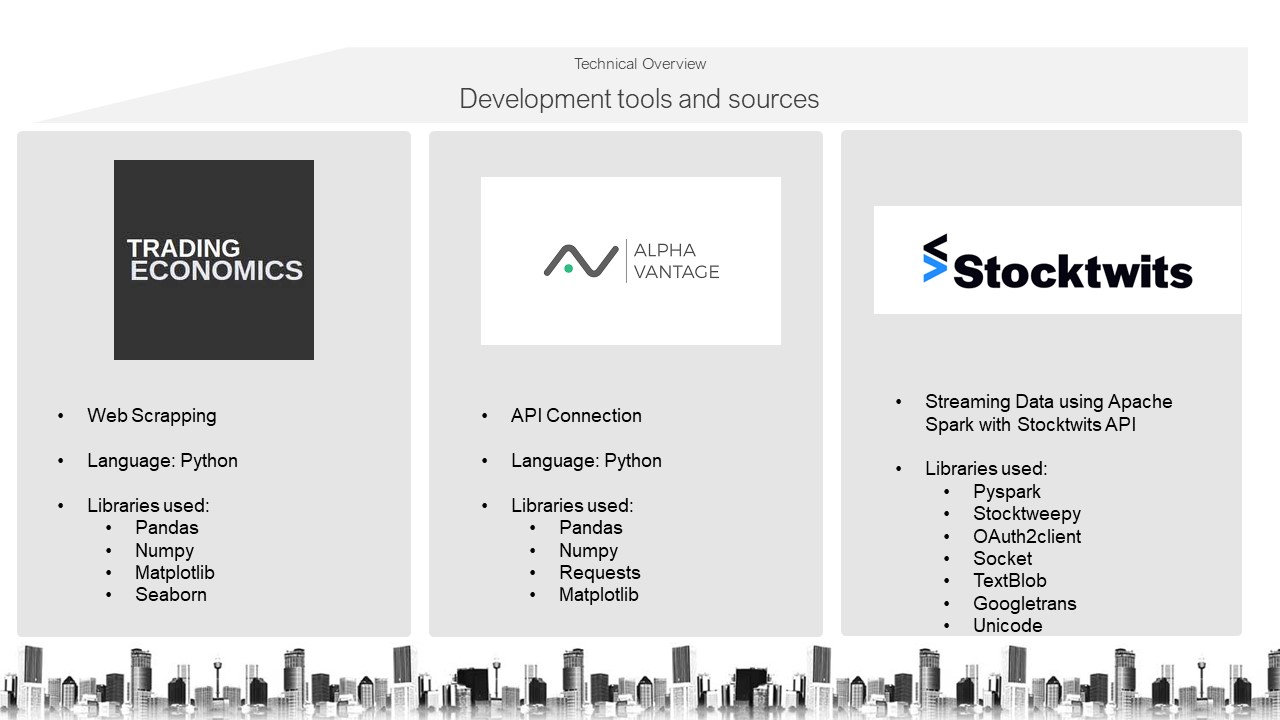 Technical Overview
Development tools and sources
TRADING
ECONOMICS
• Web Scrapping
• Language: Python
• Libraries used:
• Pandas
• Numpy
• Matplotlib
• Seaborn
ALPHA
VANTAGE
• API Connection
• Language: Python
• Libraries used:
• Pandas
• Numpy
• Requests
• Matplotlib
Stocktwits
• Streaming Data using Apache
Spark with Stocktwits API
• Libraries used:
• Pyspark
• Stocktweepy
• OAuth2client
• Socket
• TextBlob
• Googletrans
• Unicode